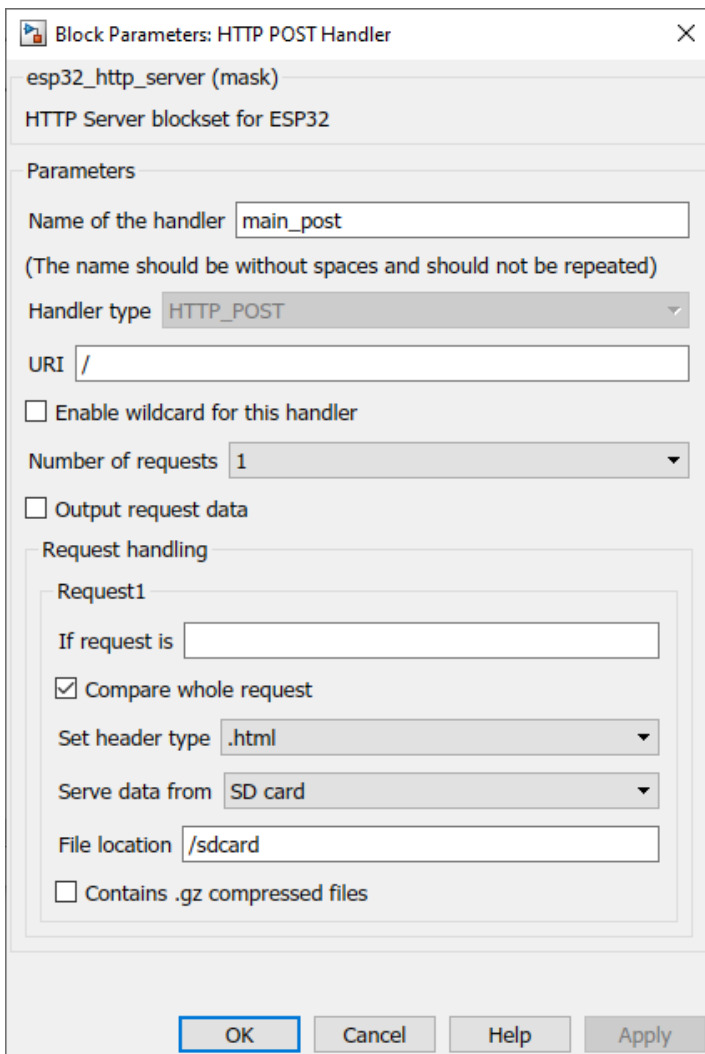 Block Parameters: HTTP POST Handler
esp32_http_server (mask)
HTTP Server blockset for ESP32
Parameters
Name of the handler main_post
(The name should be without spaces and should not be repeated)
Handler type HTTP_POST
URI /
Enable wildcard for this handler
Number of requests 1
Output request data
Request handling
Request1
If request is
Compare whole request
Set header type .html
Serve data from SD card
File location /sdcard
Contains .gz compressed files
OK Cancel Help Apply